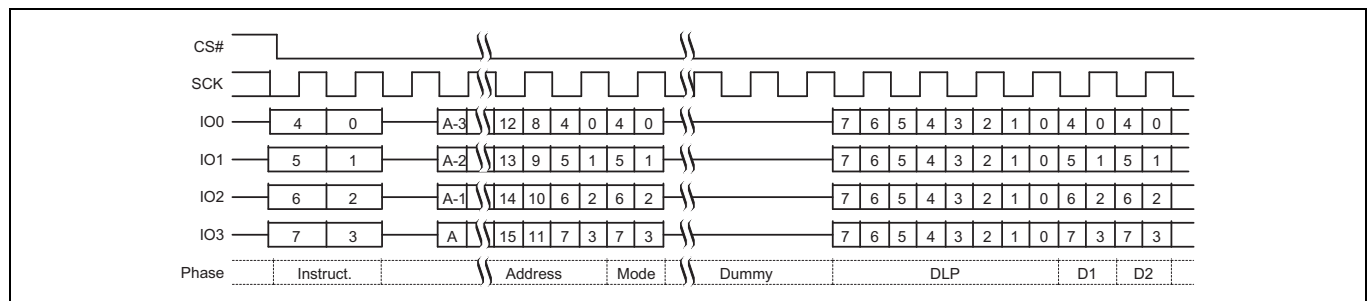 CS#
SCK
IO0 4 0 A-3 12 8 4 0 4 0 7 6 5 4 3 2 1 0 4 0 4 0
IO1 5 1 A-2 13 9 5 1 5 1 7 6 5 4 3 2 1 0 5 1 5 1
IO2 6 2 A-1 14 10 6 2 6 2 7 6 5 4 3 2 1 0 6 2 6 2
IO3 7 3 A 15 11 7 3 7 3 7 6 5 4 3 2 1 0 7 3 7 3
Phase Instruct. Address Mode Dummy DLP D1 D2